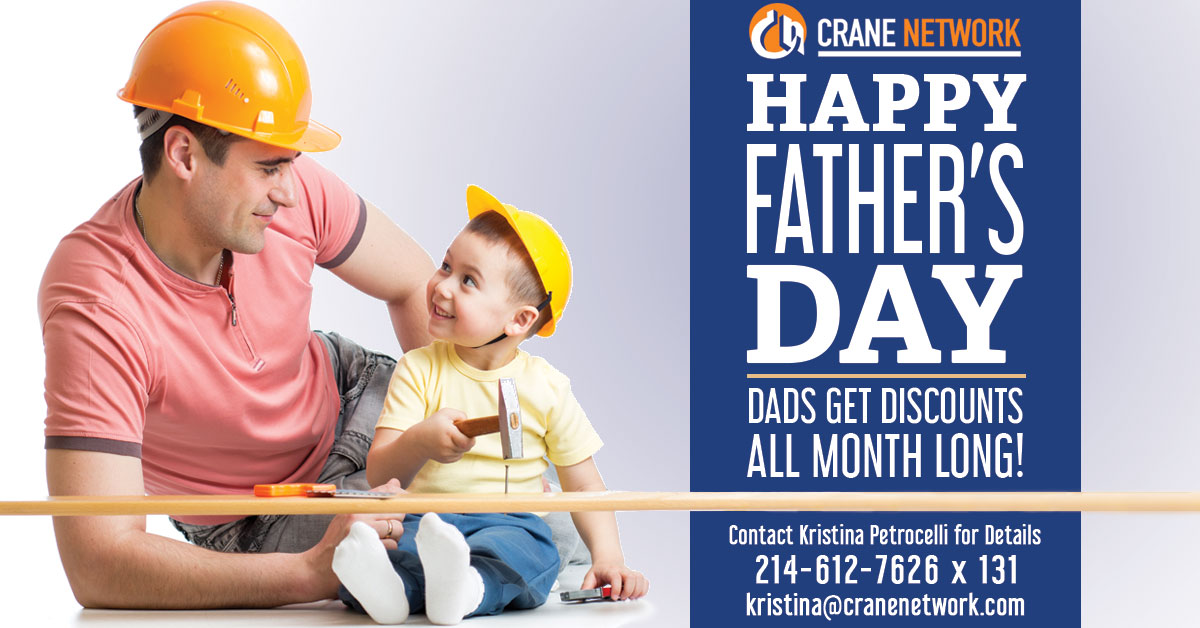 CRANE NETWORK
HAPPY
FATHER'S
DAY
DADS GET DISCOUNTS
ALL MONTH LONG!
Contact Kristina Petrocelli for Details
214-612-7626 x 131
kristina@cranenetwork.com